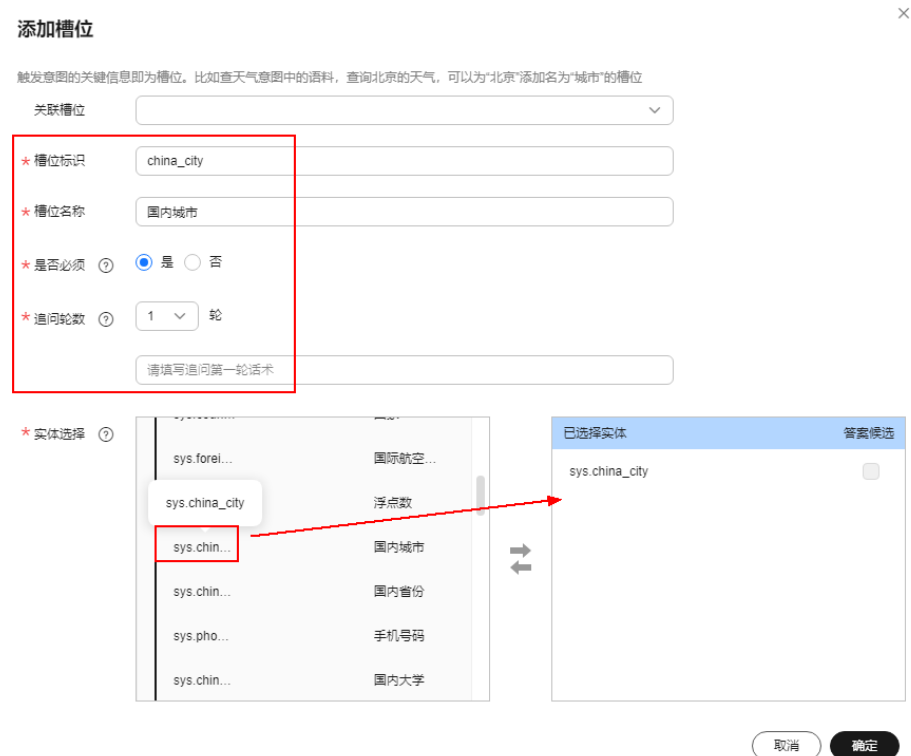 添加槽位
触发意图的关键信息即为槽位。比如查天气意图中的语料，查询北京的天气，可以为“北京”添加名为“城市”的槽位
关联槽位
* 槽位标识 china_city
* 槽位名称 国内城市
* 是否必须 ? 是 否
* 追问轮数 ? 1 轮
请填写追问第一轮话术
* 实体选择 ?
已选择实体 答案候选
sys.forei... 国际航空...
sys.china_city
sys.china_city 浮点数
sys.chin... 国内城市
sys.chin... 国内省份
sys.pho... 手机号码
sys.chin... 国内大学
取消 确定